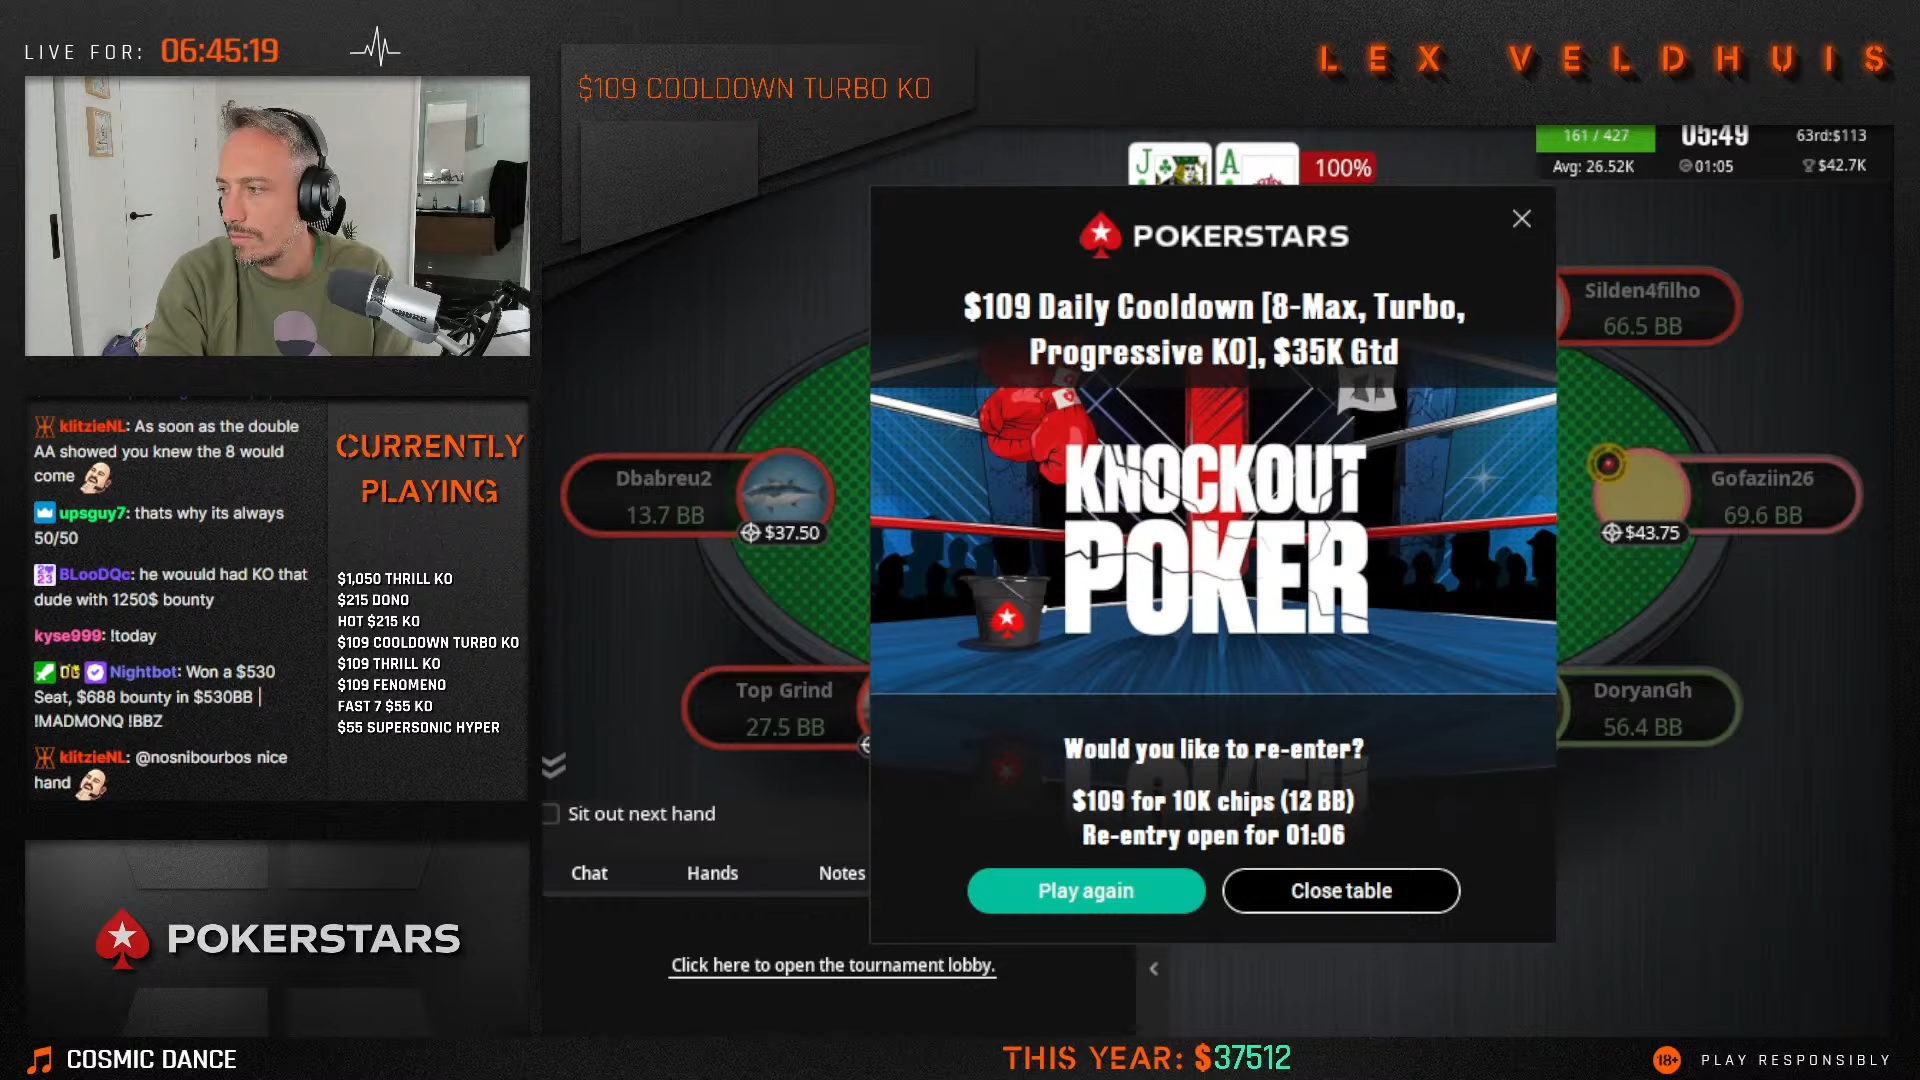 LIVE FOR: 06:45:19
$109 COOLDOWN TURBO KO
LEX VELDHUIS
161 / 427
05:49
63rd:$113
Avg: 26.52K
01:05
$42.7K
J A 100%
POKERSTARS
$109 Daily Cooldown [8-Max, Turbo,
Progressive KO], $35K Gtd
KNOCKOUT
POKER
Would you like to re-enter?
$109 for 10K chips (12 BB)
Re-entry open for 01:06
Play again
Close table
Silden4filho
66.5 BB
Dbabreu2
13.7 BB
$37.50
Gofaziin26
69.6 BB
$43.75
Top Grind
27.5 BB
DoryanGh
56.4 BB
SHURE
klitzieNL: As soon as the double
AA showed you knew the 8 would
come
upsguy7: thats why its always
50/50
BLooDQc: he wouuld had KO that
dude with 1250$ bounty
kyse999: !today
Nightbot: Won a $530
Seat, $688 bounty in $530BB |
!MADMONQ !BBZ
klitzieNL: @nosnibourbos nice
hand
CURRENTLY
PLAYING
$1,050 THRILL KO
$215 DONO
HOT $215 KO
$109 COOLDOWN TURBO KO
$109 THRILL KO
$109 FENOMENO
FAST 7 $55 KO
$55 SUPERSONIC HYPER
Sit out next hand
Chat
Hands
Notes
Click here to open the tournament lobby.
POKERSTARS
COSMIC DANCE
THIS YEAR: $37512
18+ PLAY RESPONSIBLY